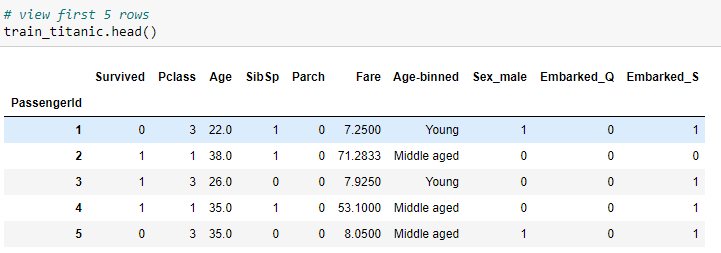 # view first 5 rows
train_titanic.head()
Survived Pclass Age SibSp Parch Fare Age-binned Sex_male Embarked_Q Embarked_S
PassengerId
1 0 3 22.0 1 0 7.2500 Young 1 0 1
2 1 1 38.0 1 0 71.2833 Middle aged 0 0 0
3 1 3 26.0 0 0 7.9250 Young 0 0 1
4 1 1 35.0 1 0 53.1000 Middle aged 0 0 1
5 0 3 35.0 0 0 8.0500 Middle aged 1 0 1